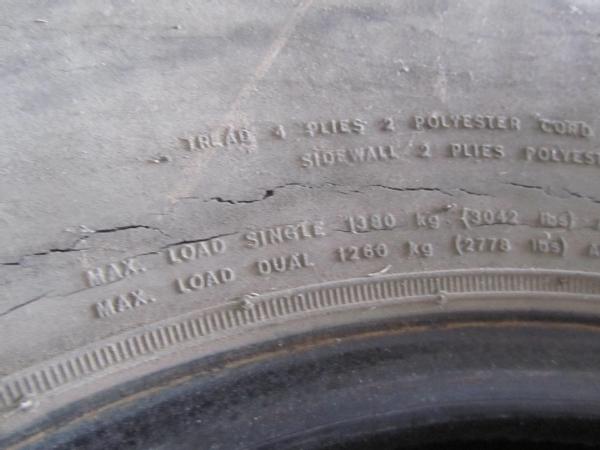 TREAD 4 PLIES 2 POLYESTER CORD
SIDEWALL 2 PLIES POLYEST
MAX. LOAD SINGLE 1380 kg (3042 lbs) A
MAX. LOAD DUAL 1260 kg (2778 lbs) A